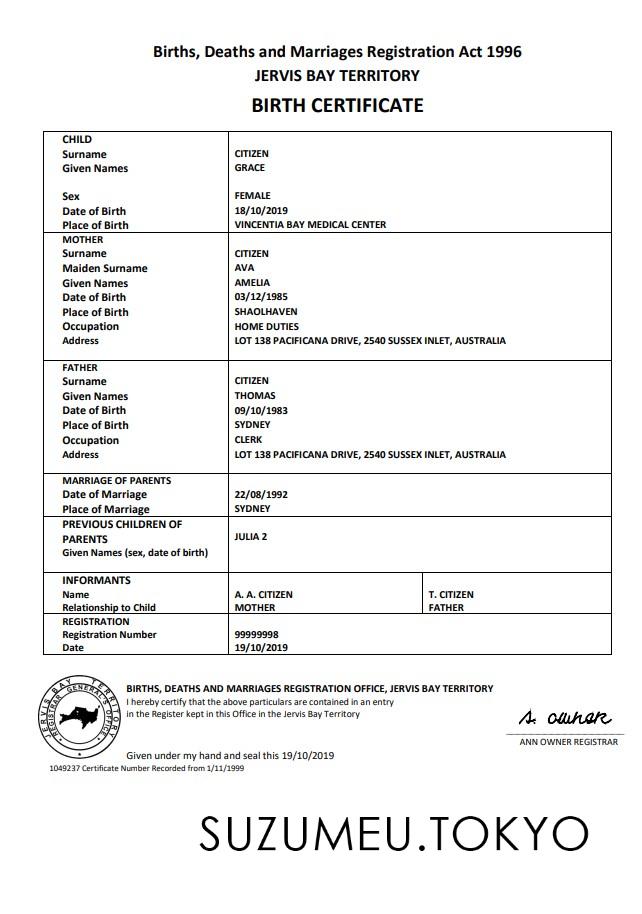 Births, Deaths and Marriages Registration Act 1996
JERVIS BAY TERRITORY
BIRTH CERTIFICATE
CHILD
Surname CITIZEN
Given Names GRACE
Sex FEMALE
Date of Birth 18/10/2019
Place of Birth VINCENTIA BAY MEDICAL CENTER
MOTHER
Surname CITIZEN
Maiden Surname AVA
Given Names AMELIA
Date of Birth 03/12/1985
Place of Birth SHAOLHAVEN
Occupation HOME DUTIES
Address LOT 138 PACIFICANA DRIVE, 2540 SUSSEX INLET, AUSTRALIA
FATHER
Surname CITIZEN
Given Names THOMAS
Date of Birth 09/10/1983
Place of Birth SYDNEY
Occupation CLERK
Address LOT 138 PACIFICANA DRIVE, 2540 SUSSEX INLET, AUSTRALIA
MARRIAGE OF PARENTS
Date of Marriage 22/08/1992
Place of Marriage SYDNEY
PREVIOUS CHILDREN OF
PARENTS JULIA 2
Given Names (sex, date of birth)
INFORMANTS
Name A. A. CITIZEN T. CITIZEN
Relationship to Child MOTHER FATHER
REGISTRATION
Registration Number 99999998
Date 19/10/2019
JERVIS BAY TERRITORY
REGISTRAR GENERAL'S OFFICE
BIRTHS, DEATHS AND MARRIAGES REGISTRATION OFFICE, JERVIS BAY TERRITORY
I hereby certify that the above particulars are contained in an entry
in the Register kept in this Office in the Jervis Bay Territory
s. owner
ANN OWNER REGISTRAR
Given under my hand and seal this 19/10/2019
1049237 Certificate Number Recorded from 1/11/1999
SUZUMEU.TOKYO